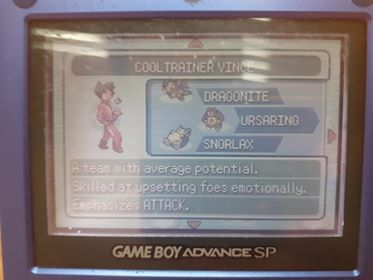 COOLTRAINER VINCE
DRAGONITE
URSARING
SNORLAX
A team with average potential.
Skilled at upsetting foes emotionally.
Emphasizes ATTACK.
GAME BOY ADVANCE SP